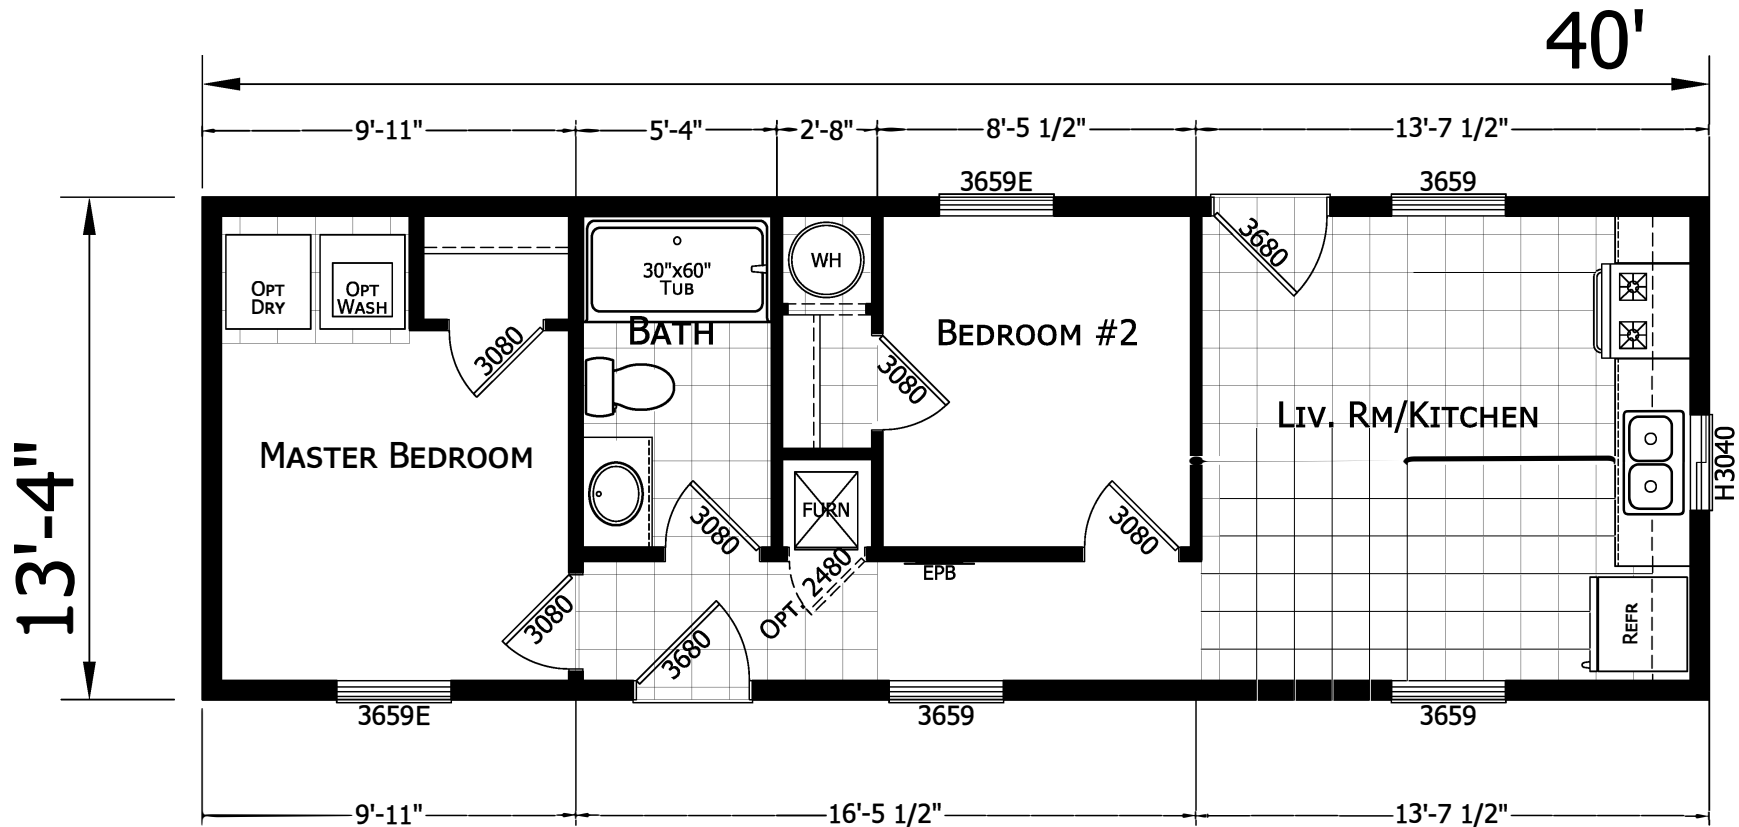 40'
9'-11"
5'-4"
2'-8"
8'-5 1/2"
13'-7 1/2"
3659E
3659
13'-4"
OPT
DRY
OPT
WASH
3080
30"x60"
TUB
BATH
WH
3080
BEDROOM #2
3680
LIV. RM/KITCHEN
MASTER BEDROOM
H3040
3080
FURN
3080
3080
OPT. 2480
EPB
3680
REFR
3659E
3659
3659
9'-11"
16'-5 1/2"
13'-7 1/2"